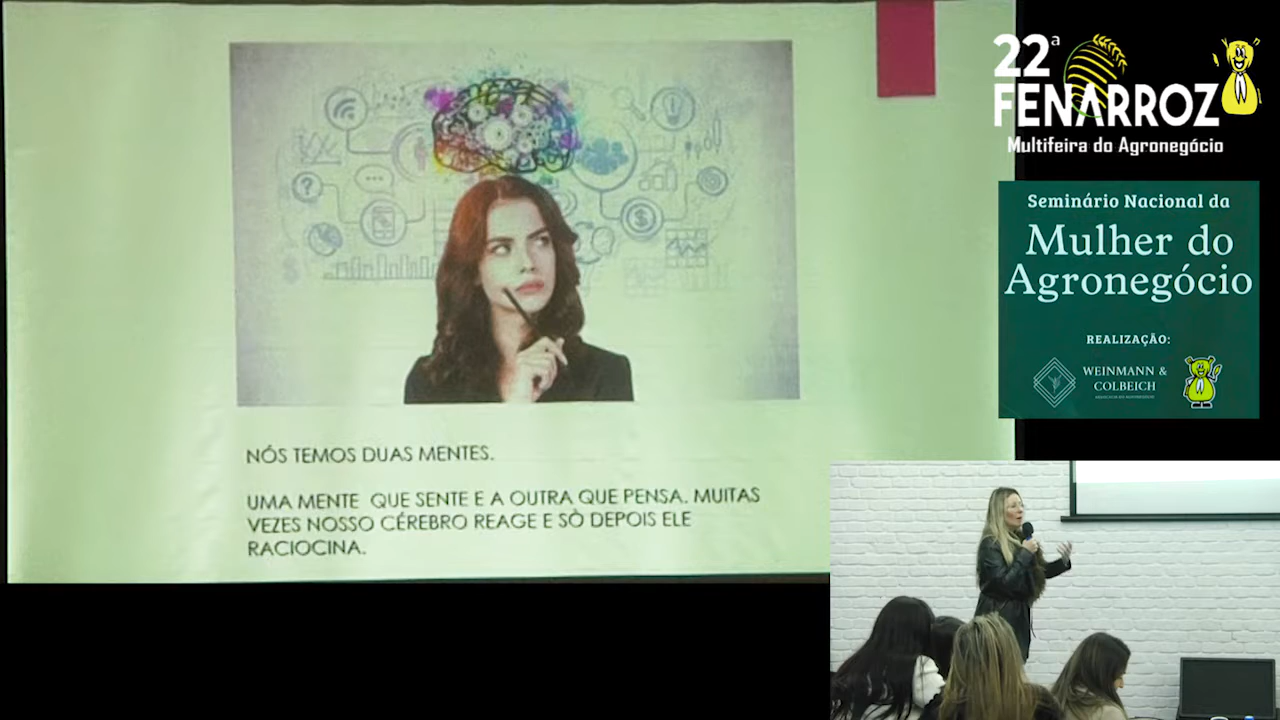 NÓS TEMOS DUAS MENTES.
UMA MENTE QUE SENTE E A OUTRA QUE PENSA. MUITAS
VEZES NOSSO CÉREBRO REAGE E SÒ DEPOIS ELE
RACIOCINA.
22ª
FENARROZ
Multifeira do Agronegócio
Seminário Nacional da
Mulher do
Agronegócio
REALIZAÇÃO:
WEINMANN &
COLBEICH